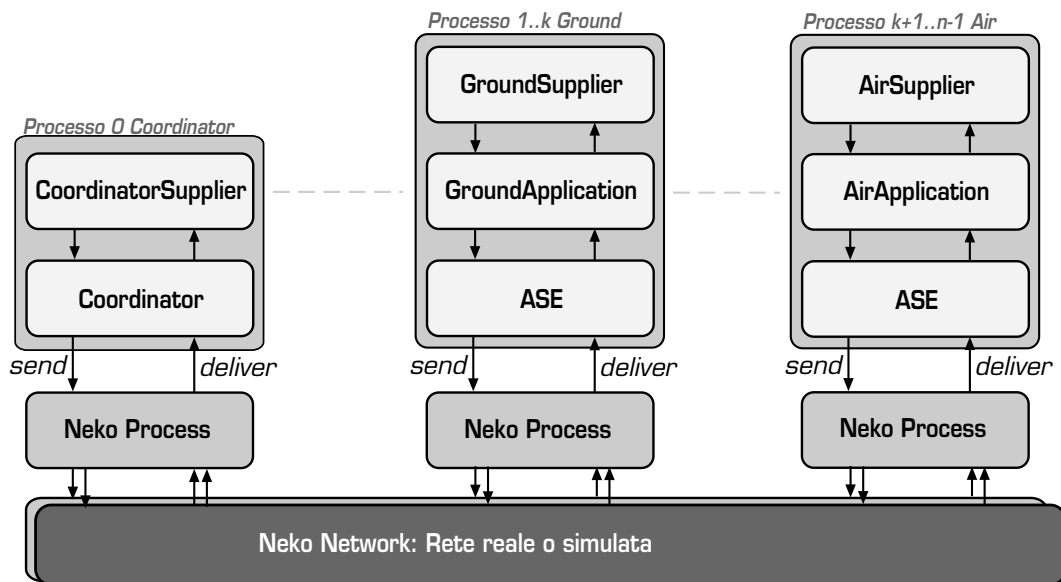 Processo 1..k Ground
Processo k+1..n-1 Air
GroundSupplier
AirSupplier
Processo 0 Coordinator
CoordinatorSupplier
GroundApplication
AirApplication
Coordinator
ASE
ASE
send
deliver
send
deliver
send
deliver
Neko Process
Neko Process
Neko Process
Neko Network: Rete reale o simulata